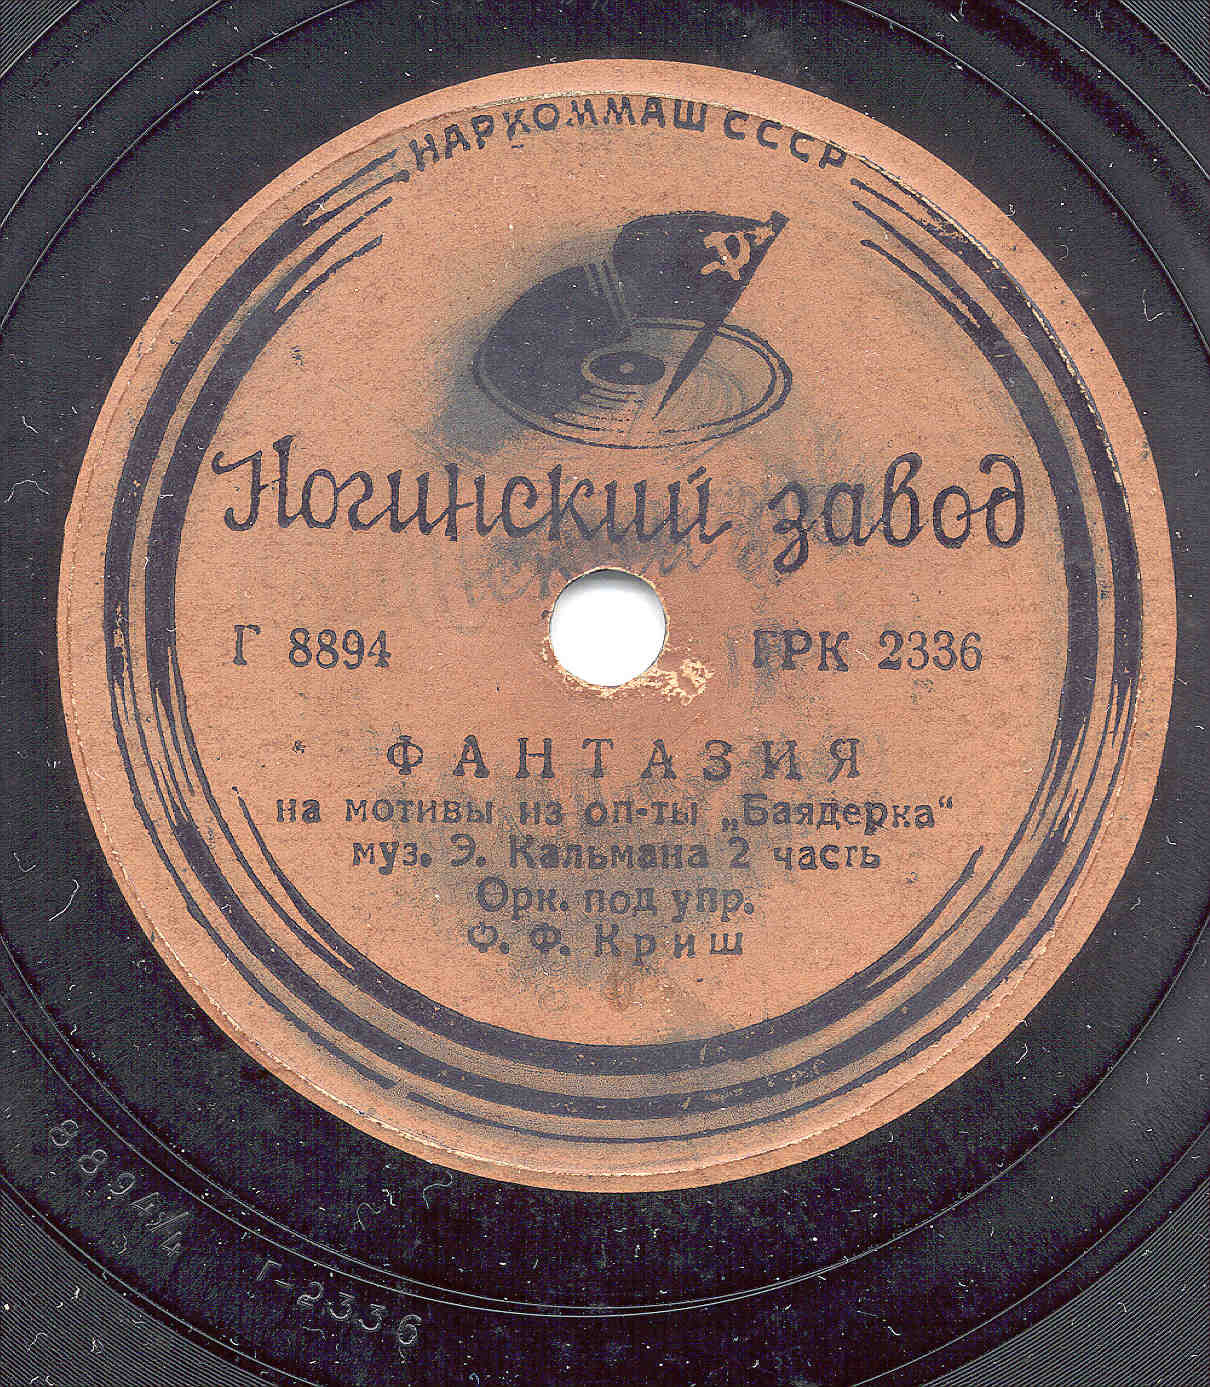 НАРКОММАШ СССР
Ногинский завод
Г 8894 ГРК 2336
ФАНТАЗИЯ
на мотивы из оп-ты „Баядерка“
муз. Э. Кальмана 2 часть
Орк. под упр.
Ф. Ф. Криш
8894/4 г-2336